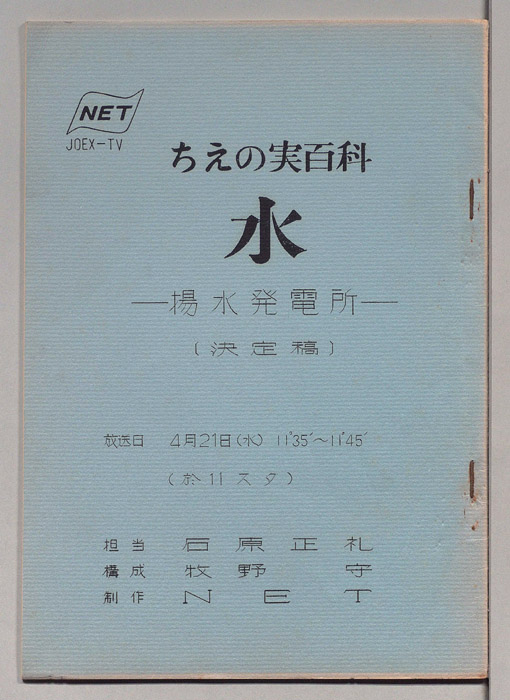 NET
JOEX-TV
ちえの実百科
水
—揚水発電所—
(決定稿)
放送日 4月21日(水) 11°35′〜11°45′
(於11スタ)
担当 石原正礼
構成 牧野守
制作 NET